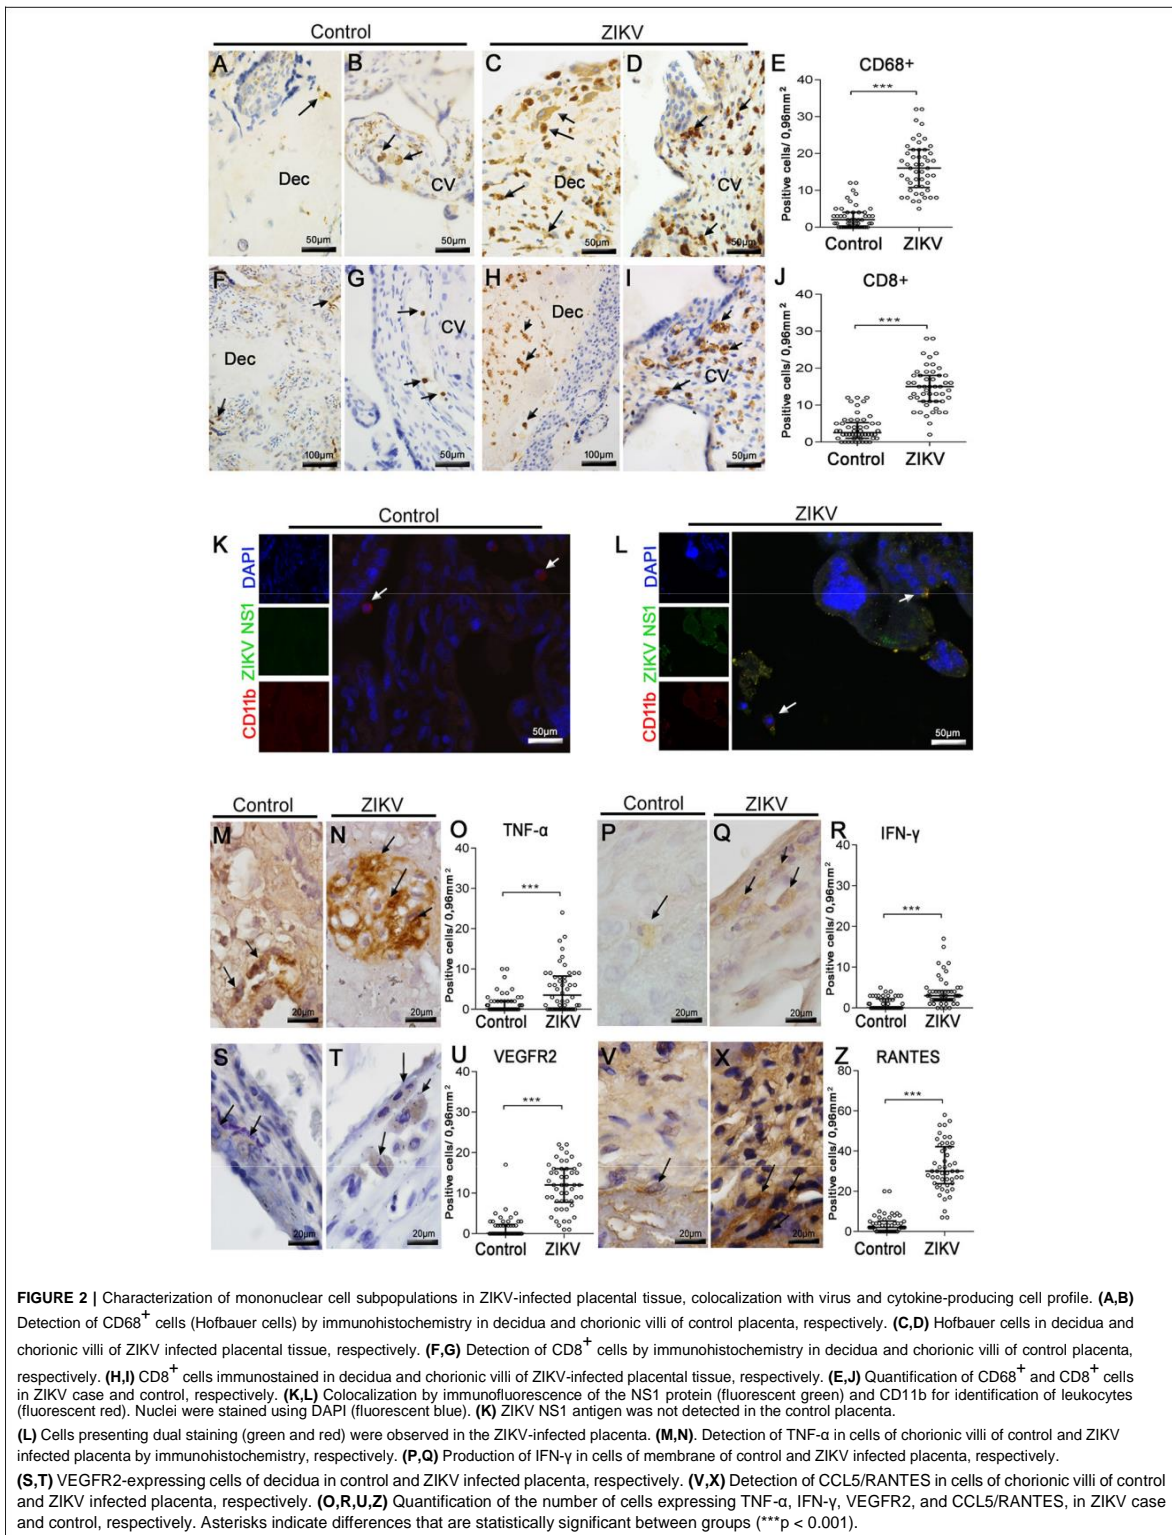 Control
ZIKV
A
B
C
D
E
CD68+
Dec
CV
Dec
CV
50µm
50µm
50µm
50µm
Positive cells/ 0,96mm²
40
30
20
10
0
***
Control
ZIKV
F
G
H
I
J
CD8+
Dec
CV
Dec
CV
100µm
50µm
100µm
50µm
Positive cells/ 0,96mm²
40
30
20
10
0
***
Control
ZIKV
Control
K
DAPI
ZIKV NS1
CD11b
50µm
ZIKV
L
DAPI
ZIKV NS1
CD11b
50µm
Control
ZIKV
M
N
20µm
20µm
O
TNF-α
Positive cells/ 0,96mm²
40
30
20
10
0
***
Control
ZIKV
Control
ZIKV
P
Q
20µm
20µm
R
IFN-γ
Positive cells/ 0,96mm²
40
30
20
10
0
***
Control
ZIKV
S
T
20µm
20µm
U
VEGFR2
Positive cells/ 0,96mm²
40
30
20
10
0
***
Control
ZIKV
V
X
20µm
20µm
Z
RANTES
Positive cells/ 0,96mm²
80
60
40
20
0
***
Control
ZIKV
FIGURE 2 | Characterization of mononuclear cell subpopulations in ZIKV-infected placental tissue, colocalization with virus and cytokine-producing cell profile. (A,B)
Detection of CD68+ cells (Hofbauer cells) by immunohistochemistry in decidua and chorionic villi of control placenta, respectively. (C,D) Hofbauer cells in decidua and
chorionic villi of ZIKV infected placental tissue, respectively. (F,G) Detection of CD8+ cells by immunohistochemistry in decidua and chorionic villi of control placenta,
respectively. (H,I) CD8+ cells immunostained in decidua and chorionic villi of ZIKV-infected placental tissue, respectively. (E,J) Quantification of CD68+ and CD8+ cells
in ZIKV case and control, respectively. (K,L) Colocalization by immunofluorescence of the NS1 protein (fluorescent green) and CD11b for identification of leukocytes
(fluorescent red). Nuclei were stained using DAPI (fluorescent blue). (K) ZIKV NS1 antigen was not detected in the control placenta.
(L) Cells presenting dual staining (green and red) were observed in the ZIKV-infected placenta. (M,N). Detection of TNF-α in cells of chorionic villi of control and ZIKV
infected placenta by immunohistochemistry, respectively. (P,Q) Production of IFN-γ in cells of membrane of control and ZIKV infected placenta, respectively.
(S,T) VEGFR2-expressing cells of decidua in control and ZIKV infected placenta, respectively. (V,X) Detection of CCL5/RANTES in cells of chorionic villi of control
and ZIKV infected placenta, respectively. (O,R,U,Z) Quantification of the number of cells expressing TNF-α, IFN-γ, VEGFR2, and CCL5/RANTES, in ZIKV case
and control, respectively. Asterisks indicate differences that are statistically significant between groups (***p < 0.001).